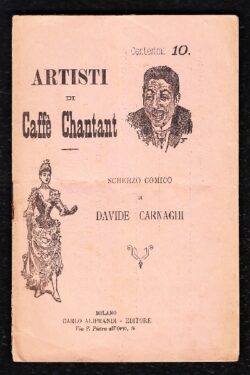 Centesimi 10.
ARTISTI
DI
Caffè Chantant
SCHERZO COMICO
DI
DAVIDE CARNAGHI
MILANO
CARLO ALIPRANDI - EDITORE
Via S. Pietro all'Orto,